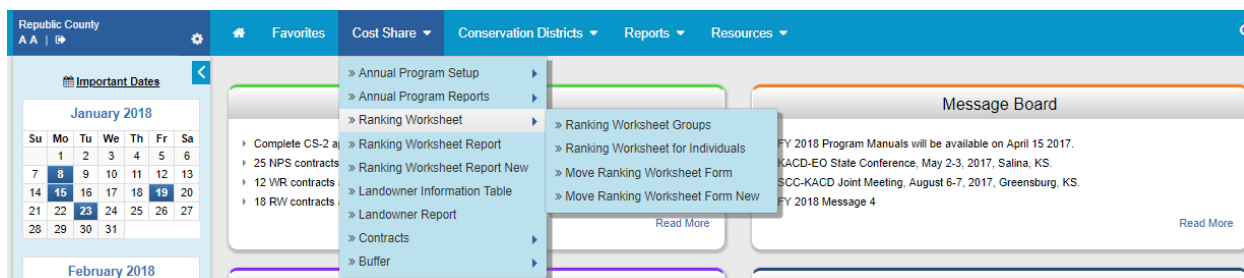 Republic County
A A |
Favorites
Cost Share
Conservation Districts
Reports
Resources
Important Dates
January 2018
Su Mo Tu We Th Fr Sa
1 2 3 4 5 6
7 8 9 10 11 12 13
14 15 16 17 18 19 20
21 22 23 24 25 26 27
28 29 30 31
February 2018
» Annual Program Setup
» Annual Program Reports
» Ranking Worksheet
» Ranking Worksheet Report
» Ranking Worksheet Report New
» Landowner Information Table
» Landowner Report
» Contracts
» Buffer
» Ranking Worksheet Groups
» Ranking Worksheet for Individuals
» Move Ranking Worksheet Form
» Move Ranking Worksheet Form New
Complete CS-2
25 NPS contracts
12 WR contracts
18 RW contracts
Read More
Message Board
FY 2018 Program Manuals will be available on April 15 2017.
KACD-EO State Conference, May 2-3, 2017, Salina, KS.
SCC-KACD Joint Meeting, August 6-7, 2017, Greensburg, KS.
FY 2018 Message 4
Read More